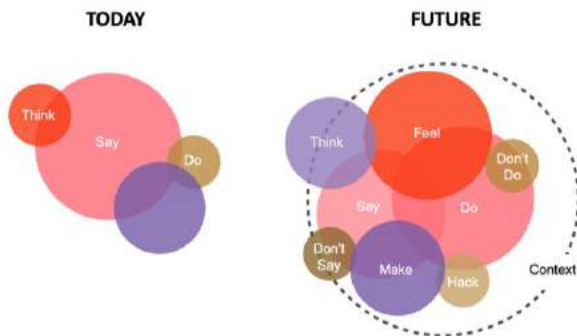 TODAY
FUTURE
Think
Say
Do
Think
Feel
Don't
Do
Say
Do
Don't
Say
Make
Hack
Context